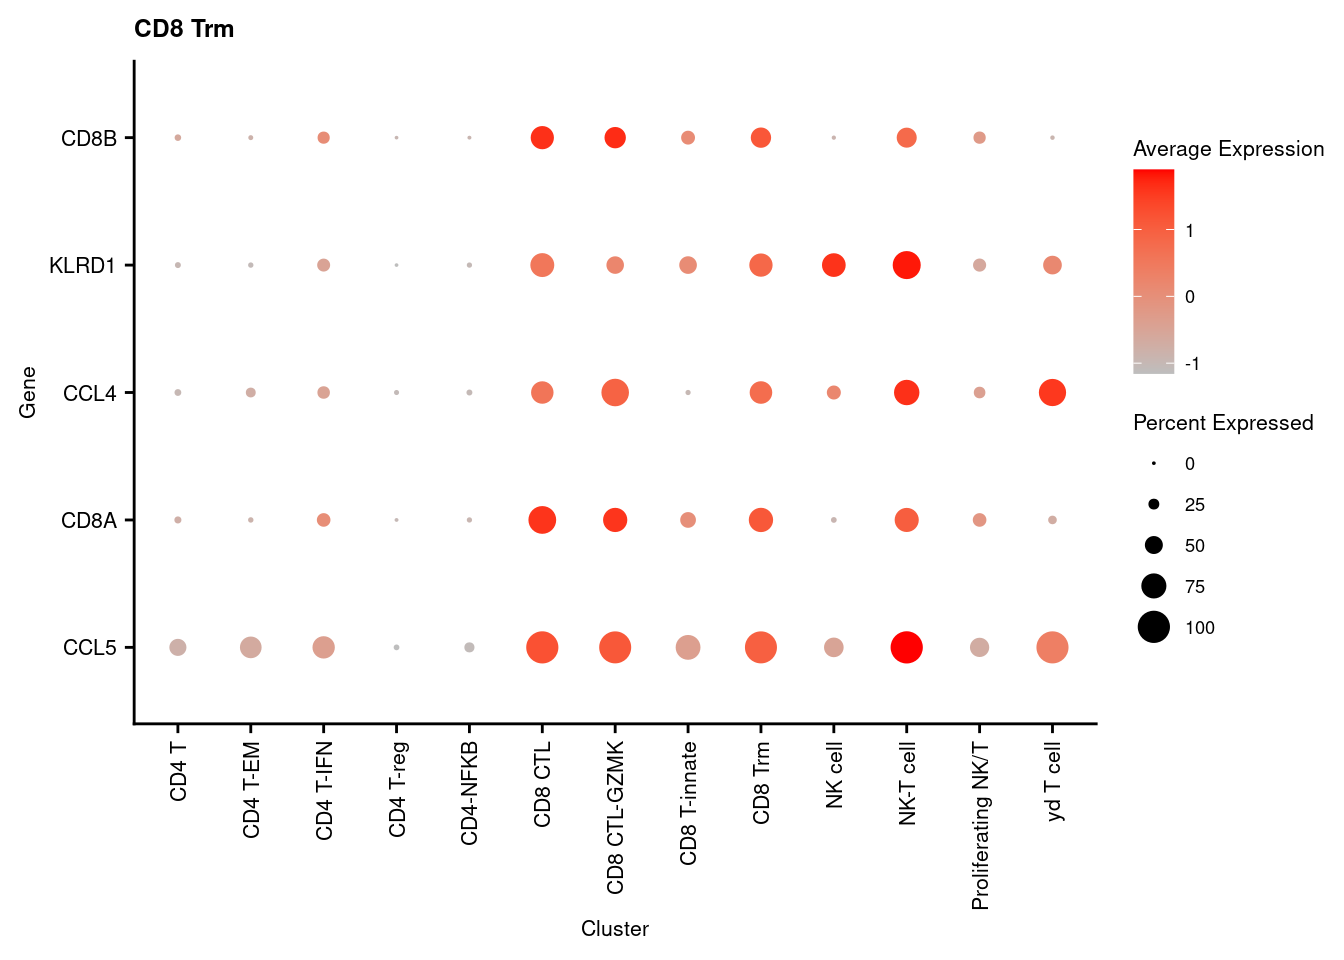 CD8 Trm
CD8B
KLRD1
CCL4
CD8A
CCL5
Gene
CD4 T
CD4 T-EM
CD4 T-IFN
CD4 T-reg
CD4-NFKB
CD8 CTL
CD8 CTL-GZMK
CD8 T-innate
CD8 Trm
NK cell
NK-T cell
Proliferating NK/T
yd T cell
Cluster
Average Expression
1
0
-1
Percent Expressed
0
25
50
75
100